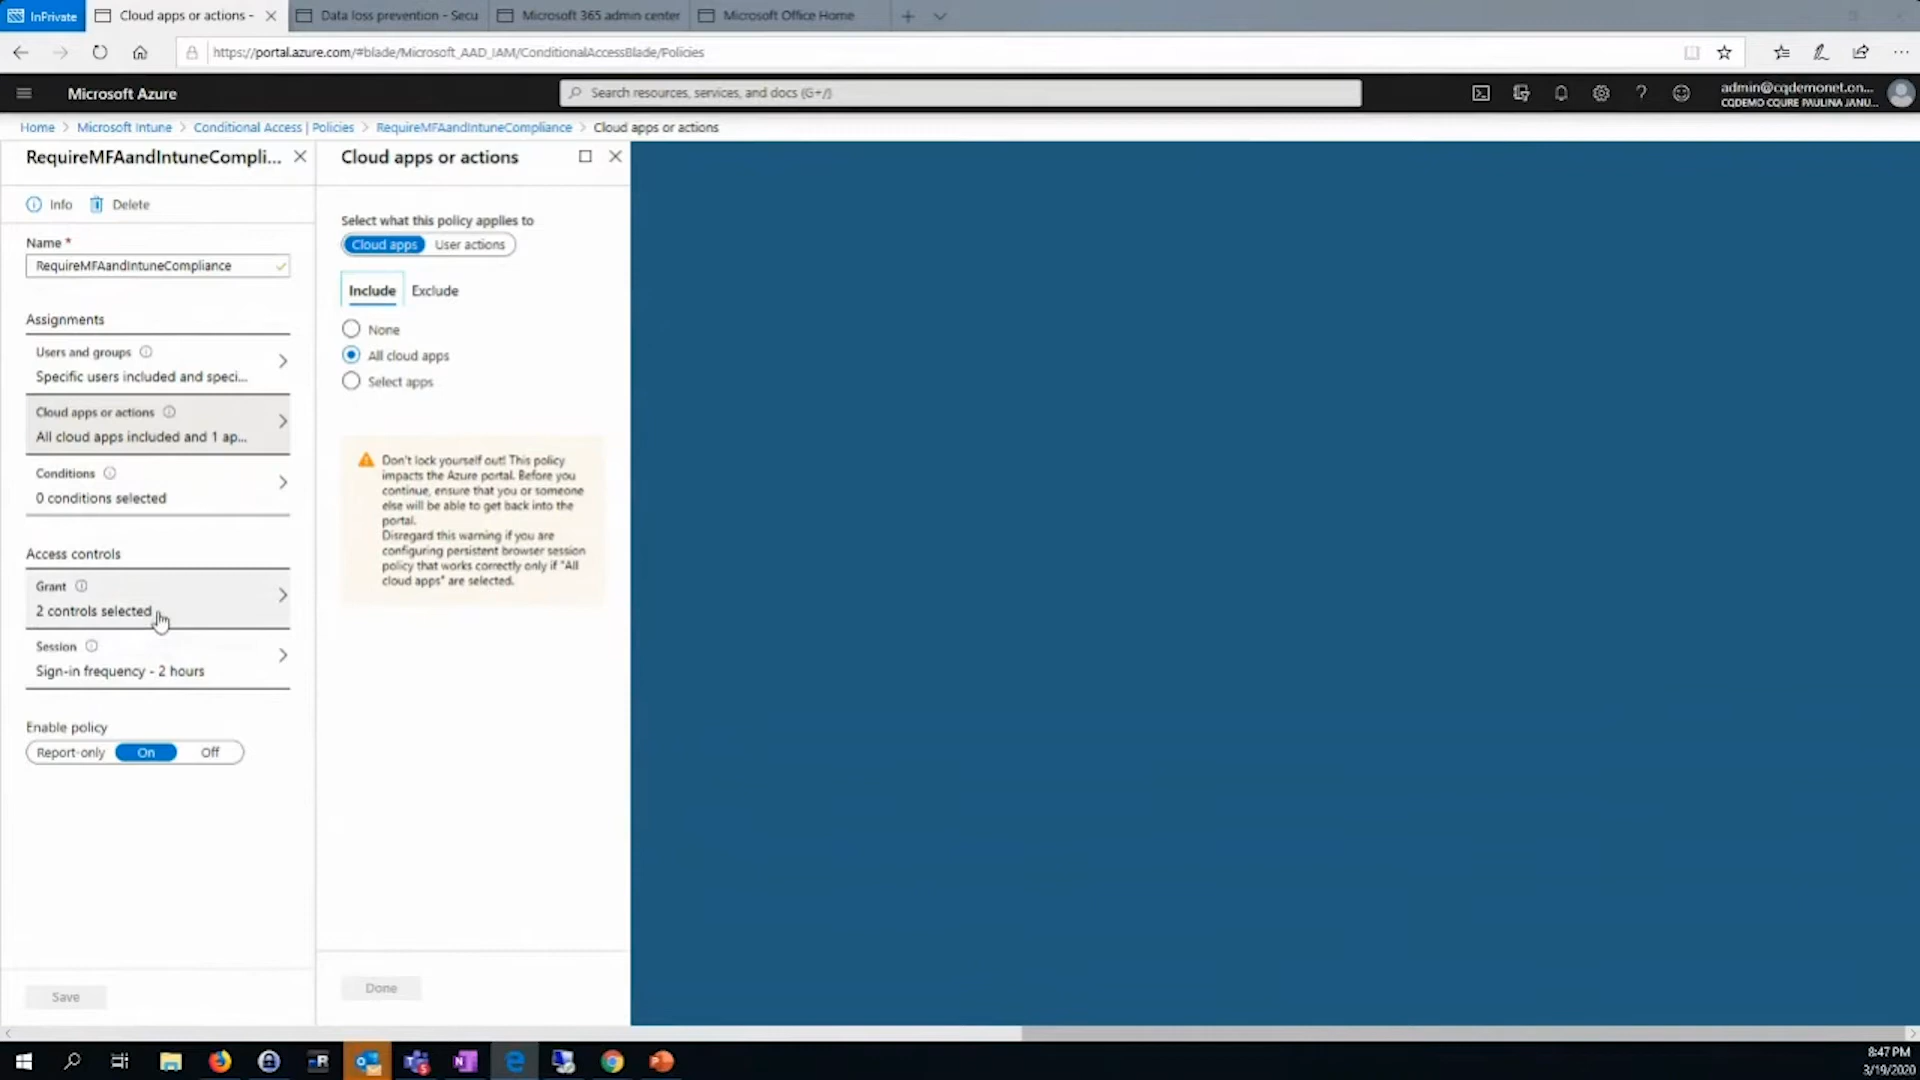 InPrivate
Cloud apps or actions -
Data loss prevention - Secu
Microsoft 365 admin center
Microsoft Office Home
https://portal.azure.com/#blade/Microsoft_AAD_IAM/ConditionalAccessBlade/Policies
Microsoft Azure
Search resources, services, and docs (G+/)
admin@cqdemonet.on...
CQDEMO CQURE PAULINA JANU...
Home > Microsoft Intune > Conditional Access | Policies > RequireMFAandIntuneCompliance > Cloud apps or actions
RequireMFAandIntuneCompli...
Info Delete
Name *
RequireMFAandIntuneCompliance
Assignments
Users and groups
Specific users included and speci...
Cloud apps or actions
All cloud apps included and 1 ap...
Conditions
0 conditions selected
Access controls
Grant
2 controls selected
Session
Sign-in frequency - 2 hours
Enable policy
Report-only On Off
Save
Cloud apps or actions
Select what this policy applies to
Cloud apps User actions
Include Exclude
None
All cloud apps
Select apps
Don't lock yourself out! This policy
impacts the Azure portal. Before you
continue, ensure that you or someone
else will be able to get back into the
portal.
Disregard this warning if you are
configuring persistent browser session
policy that works correctly only if "All
cloud apps" are selected.
Done
8:47 PM
3/19/2020